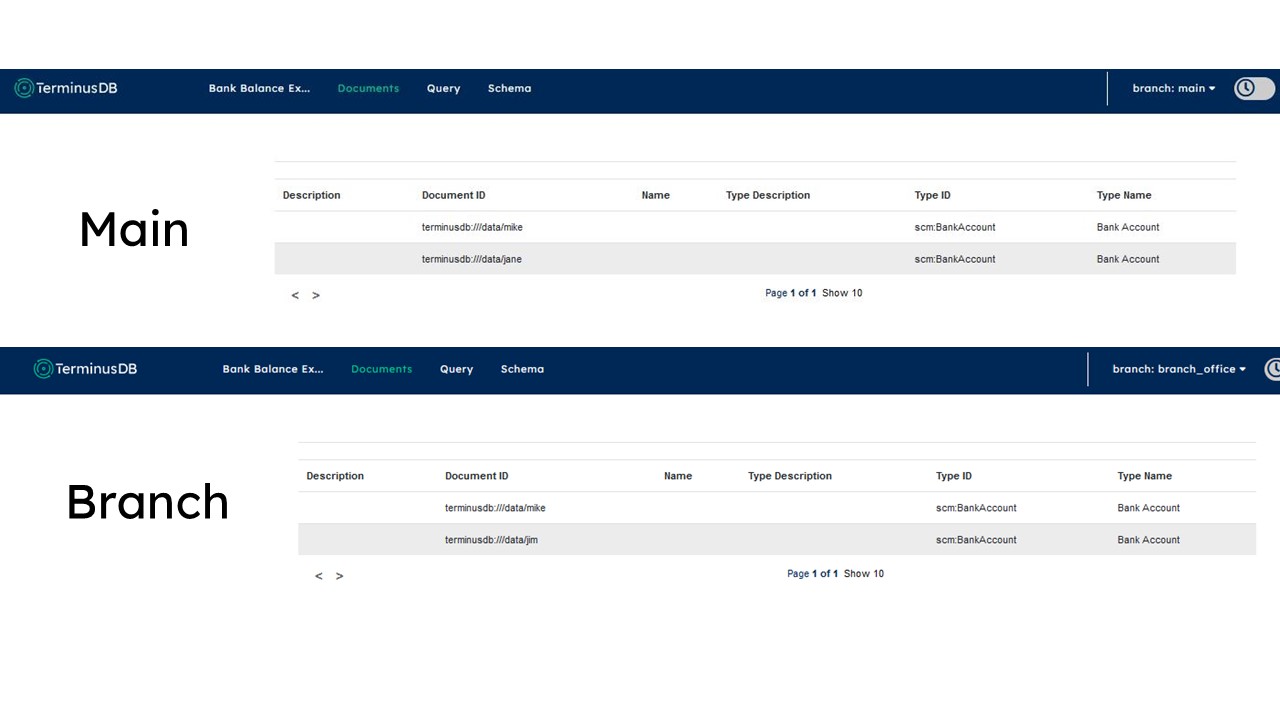 TerminusDB Bank Balance Ex... Documents Query Schema branch: main
Description Document ID Name Type Description Type ID Type Name
Main
terminusdb:///data/mike scm:BankAccount Bank Account
terminusdb:///data/jane scm:BankAccount Bank Account
< > Page 1 of 1 Show 10
TerminusDB Bank Balance Ex... Documents Query Schema branch: branch_office
Description Document ID Name Type Description Type ID Type Name
Branch
terminusdb:///data/mike scm:BankAccount Bank Account
terminusdb:///data/jim scm:BankAccount Bank Account
< > Page 1 of 1 Show 10